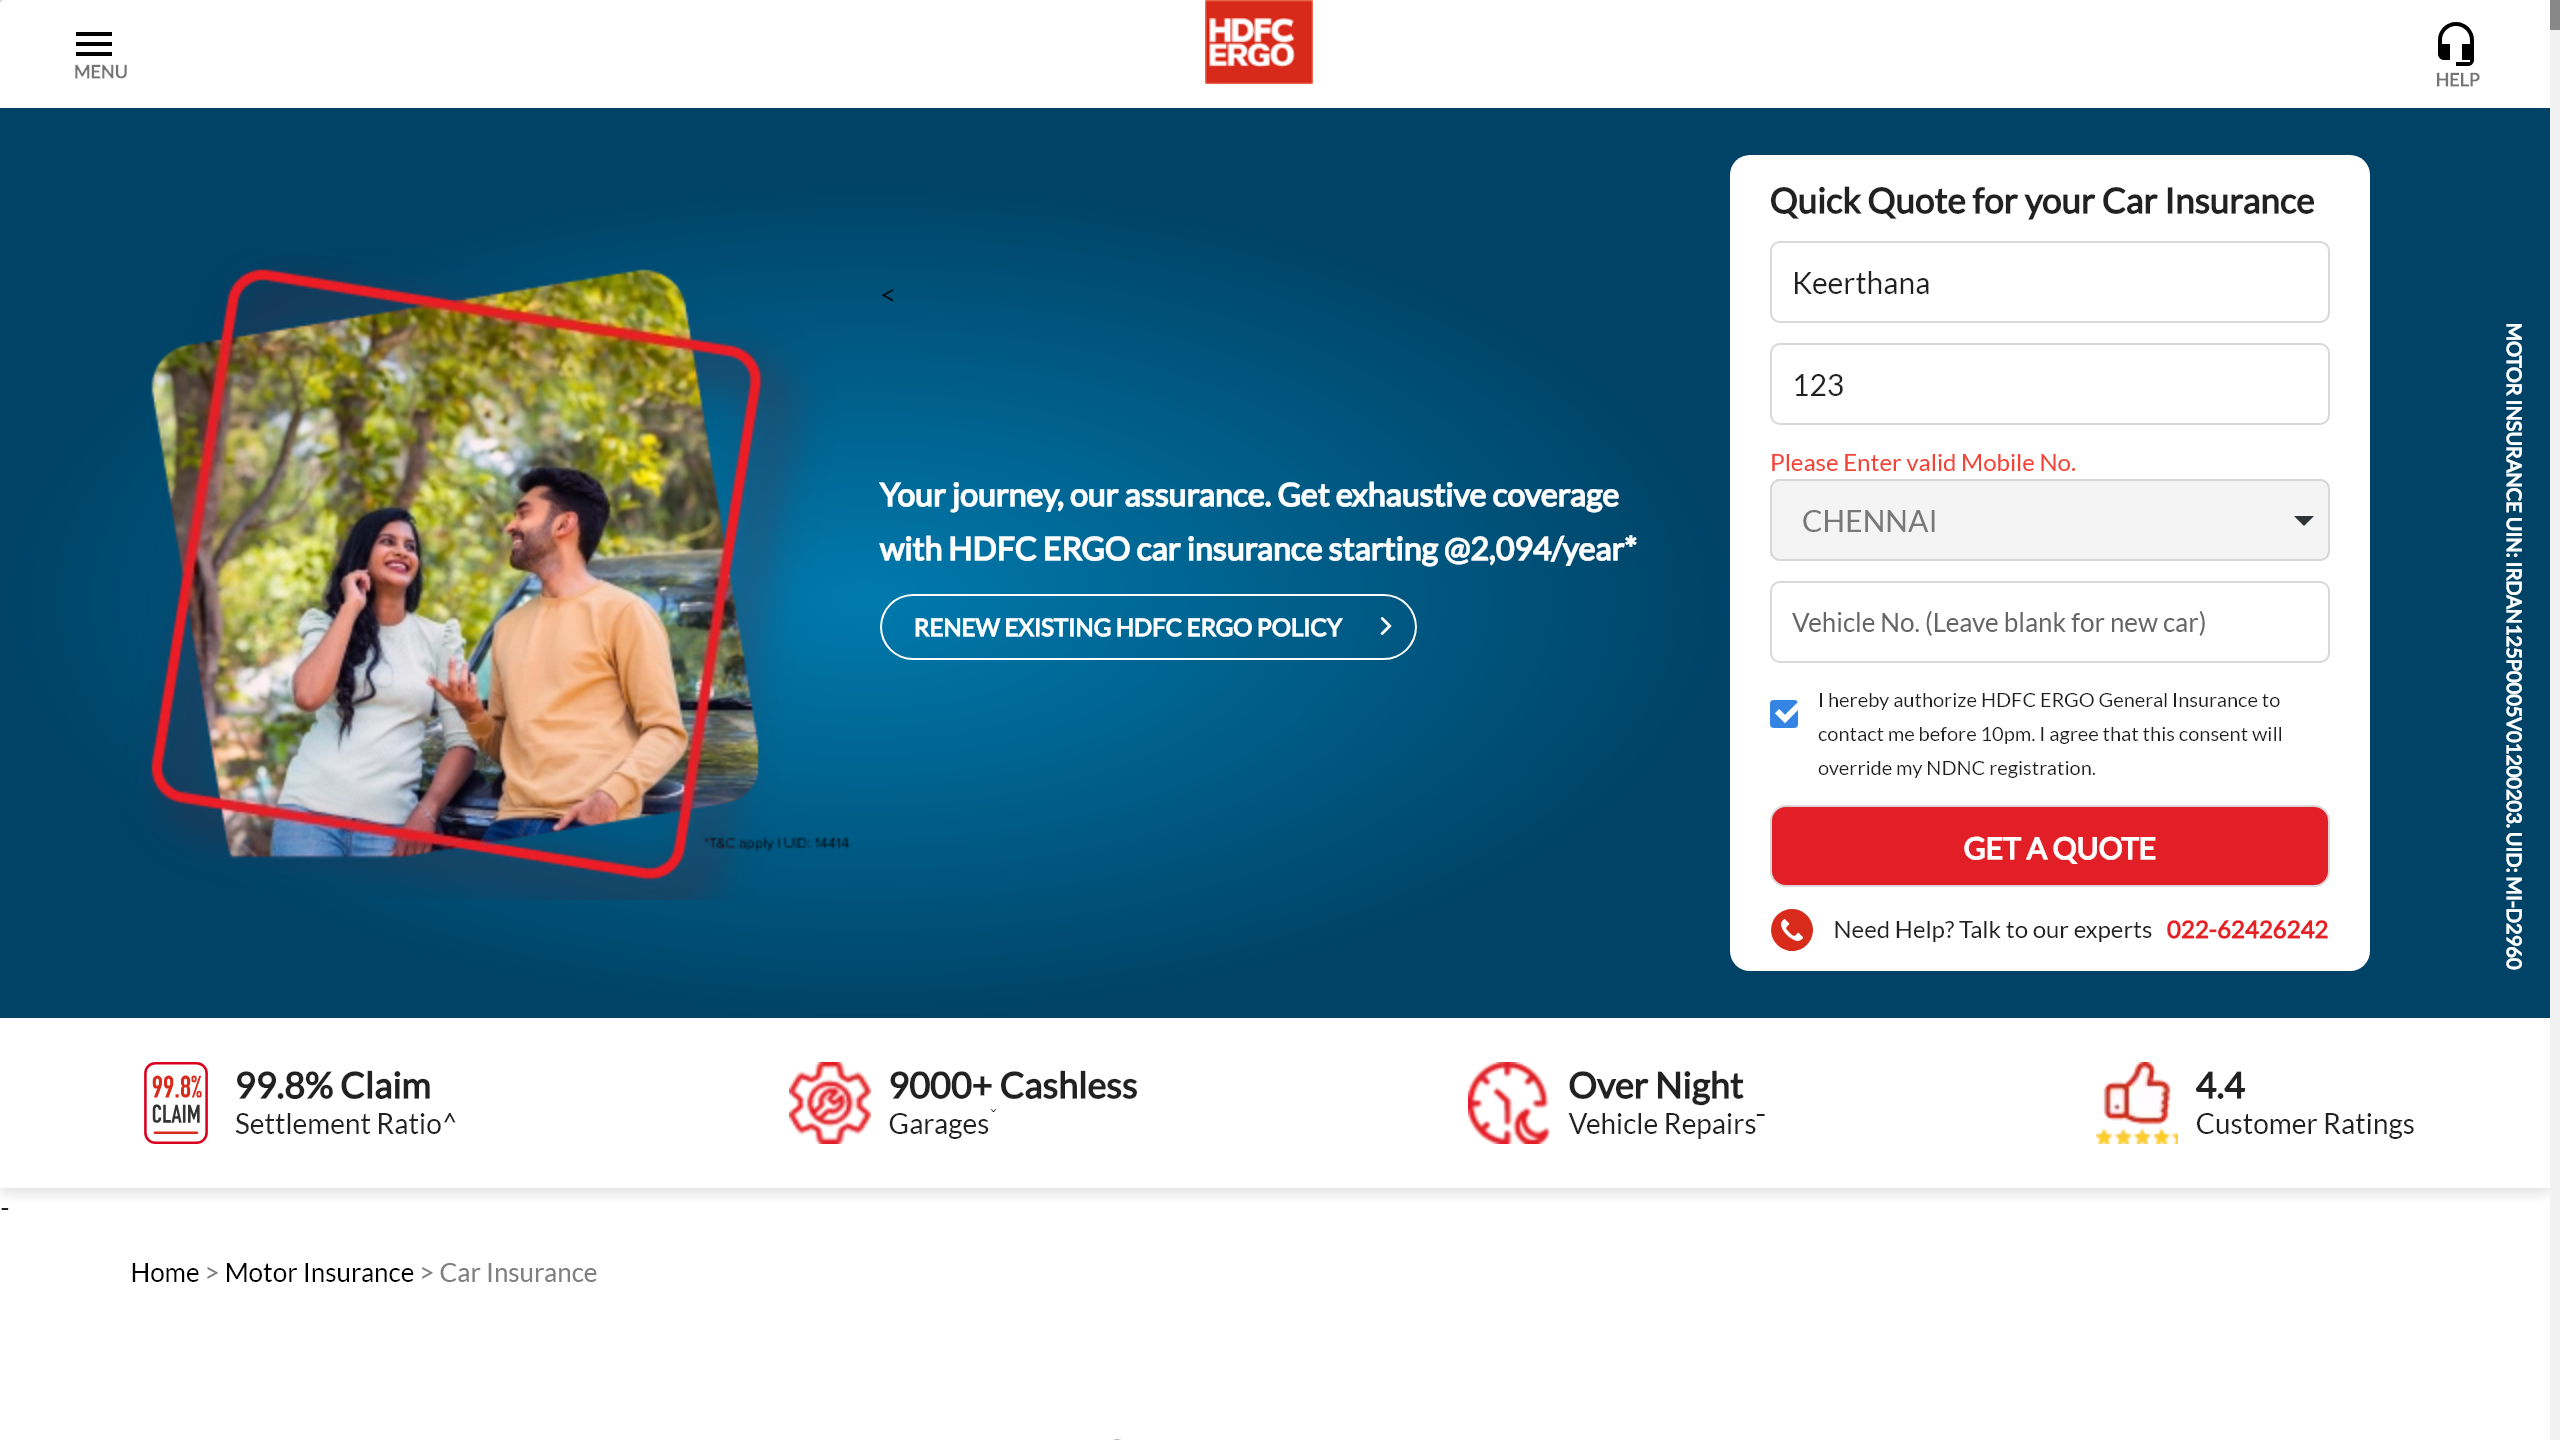 MENU
HDFC
ERGO
HELP
Quick Quote for your Car Insurance
Keerthana
123
Please Enter valid Mobile No.
CHENNAI
Vehicle No. (Leave blank for new car)
I hereby authorize HDFC ERGO General Insurance to
contact me before 10pm. I agree that this consent will
override my NDNC registration.
GET A QUOTE
Need Help? Talk to our experts 022-62426242
<
Your journey, our assurance. Get exhaustive coverage
with HDFC ERGO car insurance starting @2,094/year*
RENEW EXISTING HDFC ERGO POLICY
*T&C apply I UID: 14414
MOTOR INSURANCE UIN: IRDAN125P0005V01200203. UID: MI-D2960
99.8%
CLAIM
99.8% Claim
Settlement Ratio^
9000+ Cashless
Garagesˇ
Over Night
Vehicle Repairs¯
4.4
Customer Ratings
-
Home > Motor Insurance > Car Insurance